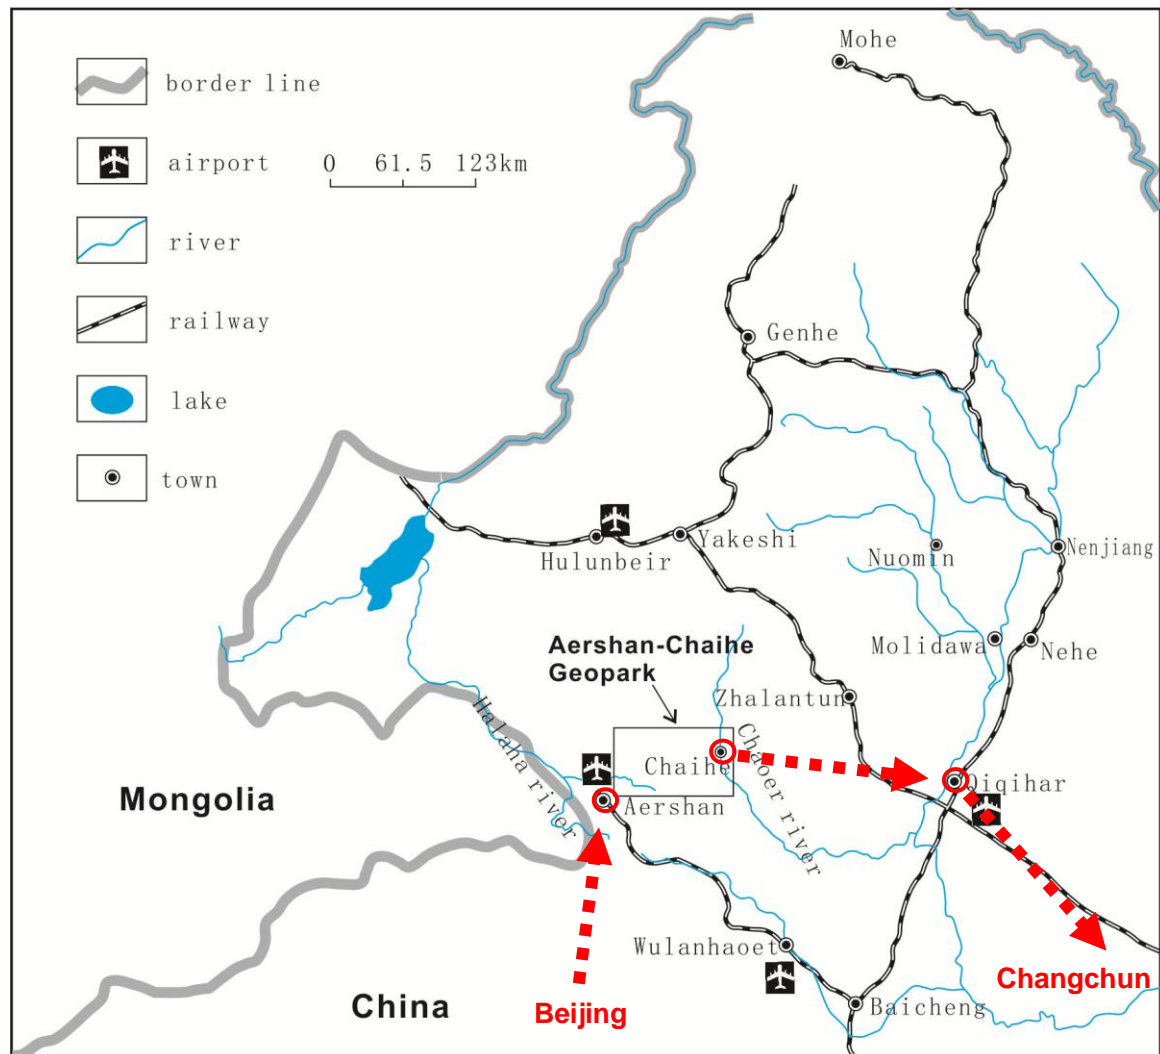 border line
airport
0 61.5 123km
river
railway
lake
town
Mohe
Genhe
Hulunbeir
Yakeshi
Nuomin
Nenjiang
Molidawa
Nehe
Aershan-Chaihe
Geopark
Zhalantun
Halaha river
Chaihe
Chaoer river
Qiqihar
Mongolia
Aershan
Wulanhaoet
Changchun
China
Beijing
Baicheng